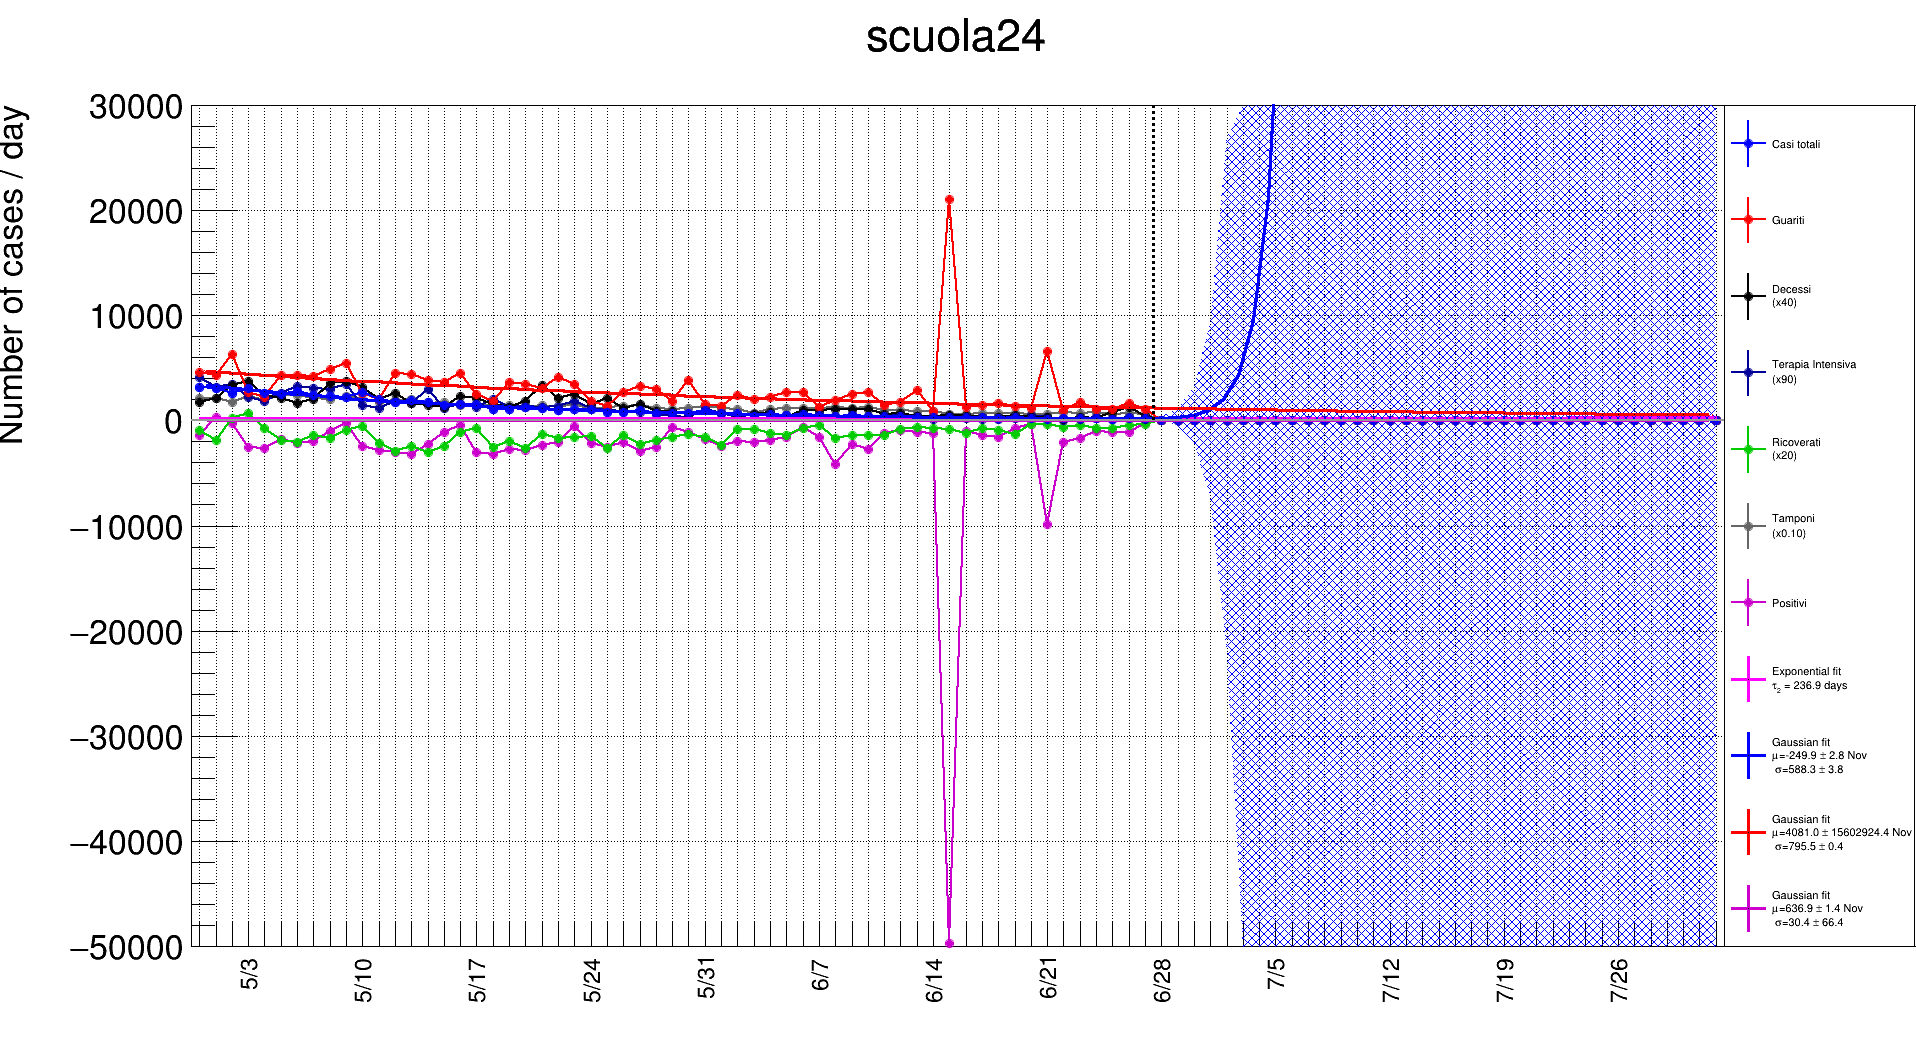 scuola24
Number of cases / day
30000
20000
10000
0
−10000
−20000
−30000
−40000
−50000
5/3
5/10
5/17
5/24
5/31
6/7
6/14
6/21
6/28
7/5
7/12
7/19
7/26
Casi totali
Guariti
Decessi
(x40)
Terapia Intensiva
(x90)
Ricoverati
(x20)
Tamponi
(x0.10)
Positivi
Exponential fit
τ2 = 236.9 days
Gaussian fit
μ=-249.9 ± 2.8 Nov
σ=588.3 ± 3.8
Gaussian fit
μ=4081.0 ± 15602924.4 Nov
σ=795.5 ± 0.4
Gaussian fit
μ=636.9 ± 1.4 Nov
σ=30.4 ± 66.4